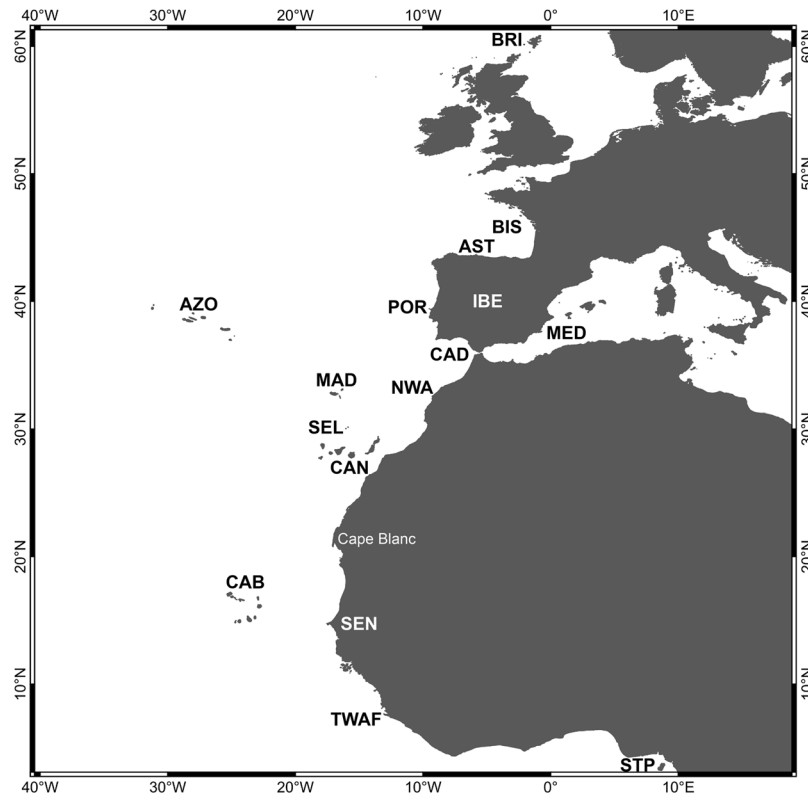 40°W 30°W 20°W 10°W 0° 10°E
60°N BRI 60°N
50°N 50°N
BIS
AST
40°N AZO POR IBE 40°N
MED
CAD
MAD NWA
30°N SEL 30°N
CAN
Cape Blanc
20°N 20°N
CAB
SEN
10°N 10°N
TWAF
STP
40°W 30°W 20°W 10°W 0° 10°E